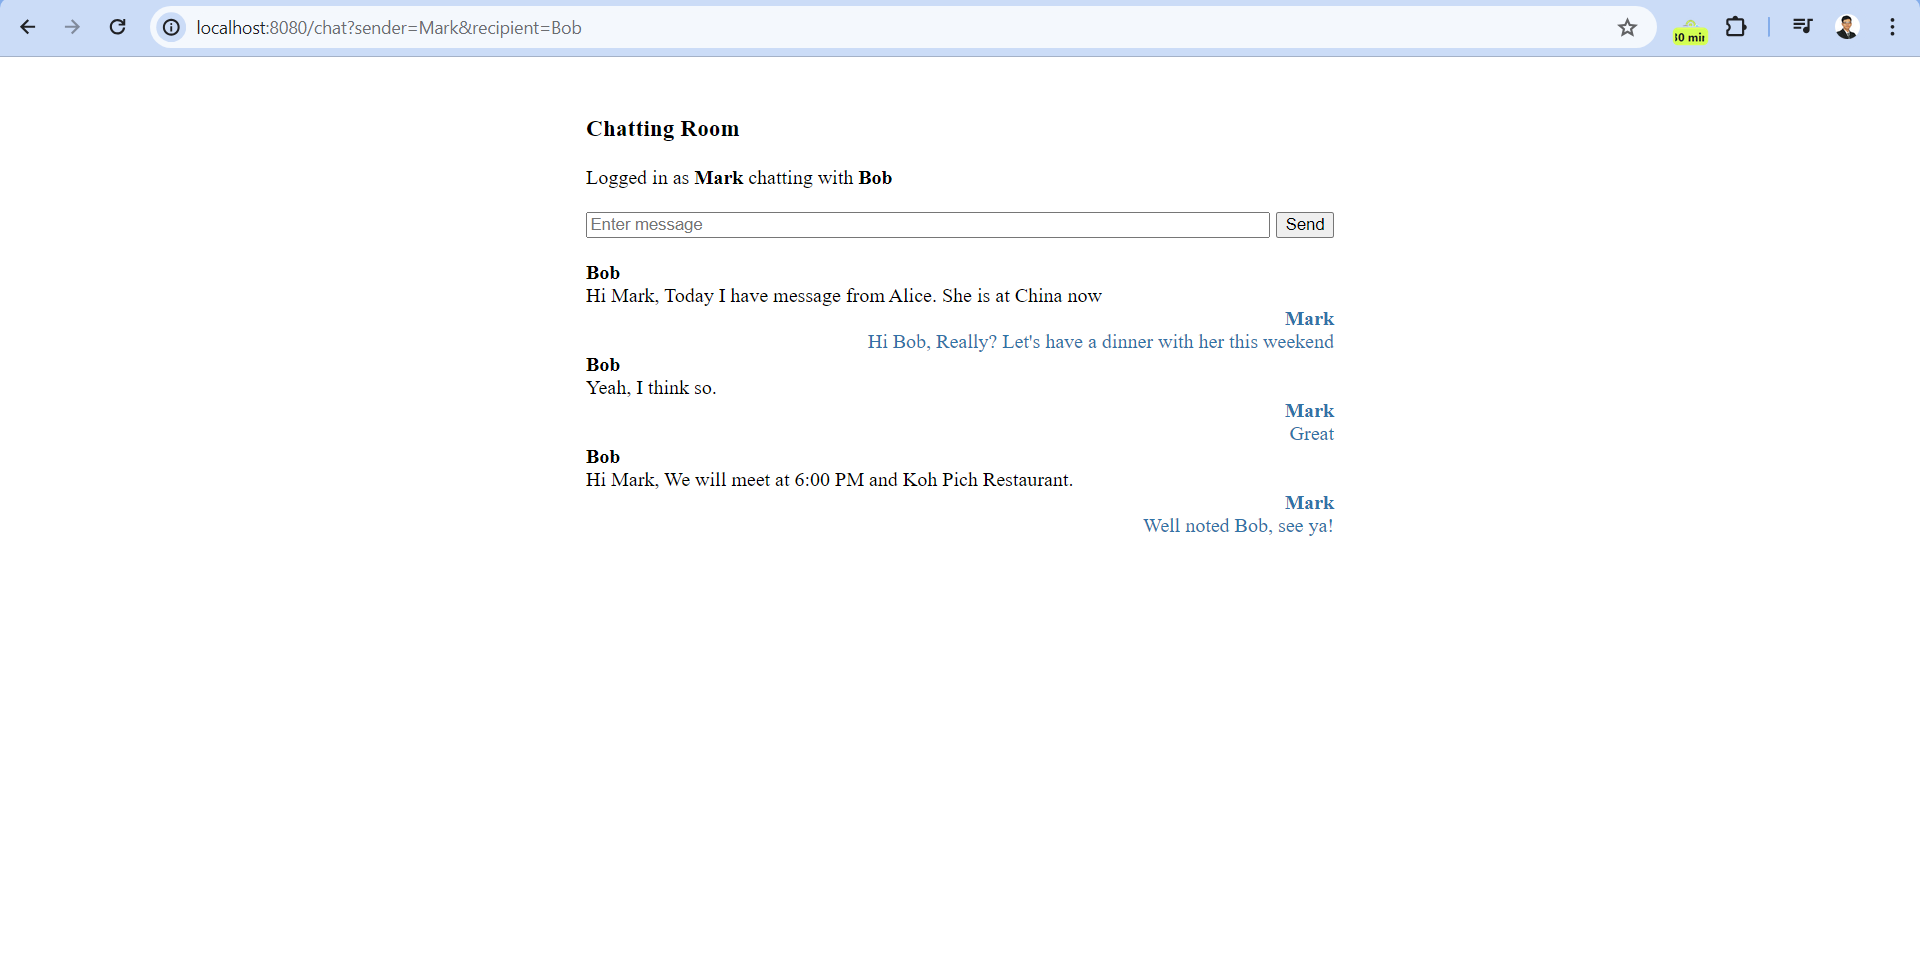 localhost:8080/chat?sender=Mark&recipient=Bob
30 min
Chatting Room
Logged in as Mark chatting with Bob
Enter message
Send
Bob
Hi Mark, Today I have message from Alice. She is at China now
Mark
Hi Bob, Really? Let's have a dinner with her this weekend
Bob
Yeah, I think so.
Mark
Great
Bob
Hi Mark, We will meet at 6:00 PM and Koh Pich Restaurant.
Mark
Well noted Bob, see ya!